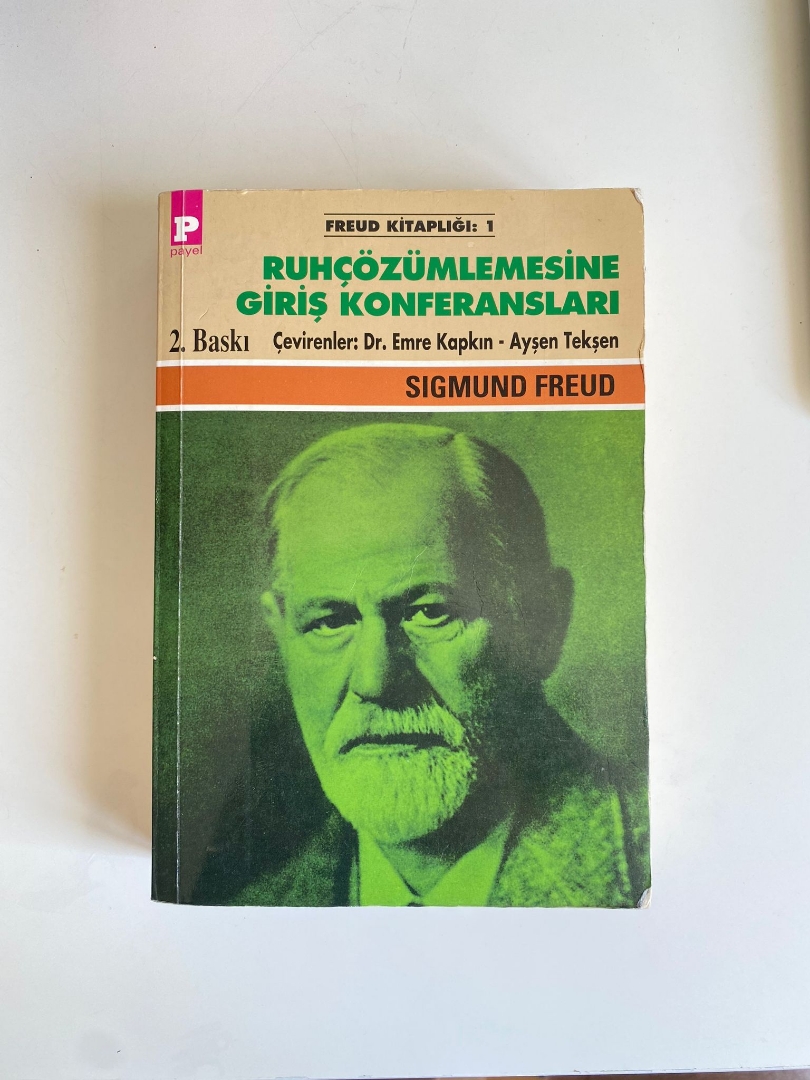 P
payel
FREUD KİTAPLIĞI: 1
RUHÇÖZÜMLEMESİNE
GİRİŞ KONFERANSLARI
2. Baskı Çevirenler: Dr. Emre Kapkın - Ayşen Tekşen
SIGMUND FREUD